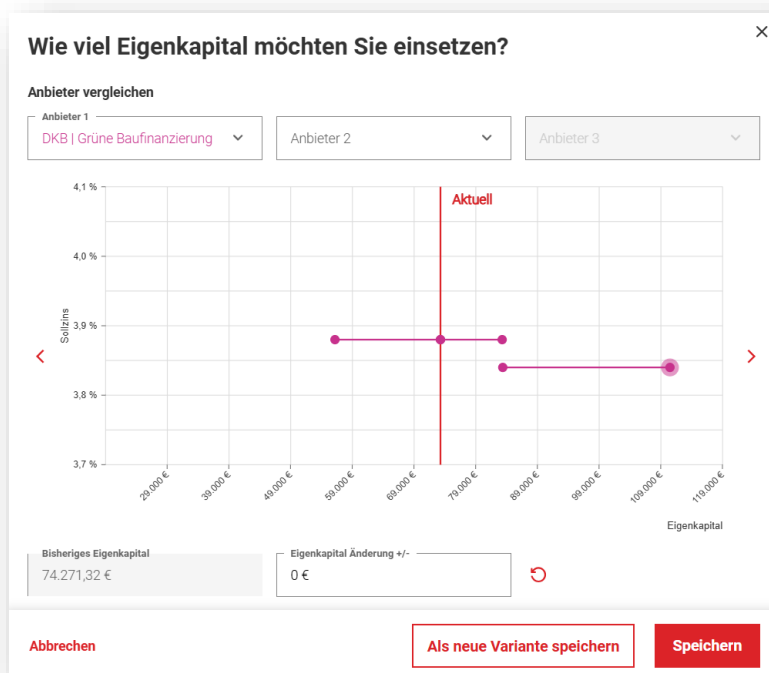 Wie viel Eigenkapital möchten Sie einsetzen?
Anbieter vergleichen
Anbieter 1
DKB | Grüne Baufinanzierung
Anbieter 2
Anbieter 3
4,1 %
4,0 %
3,9 %
3,8 %
3,7 %
Sollzins
Aktuell
29.000 €
39.000 €
49.000 €
59.000 €
69.000 €
79.000 €
89.000 €
99.000 €
109.000 €
119.000 €
Eigenkapital
Bisheriges Eigenkapital
74.271,32 €
Eigenkapital Änderung +/-
0 €
Abbrechen
Als neue Variante speichern
Speichern